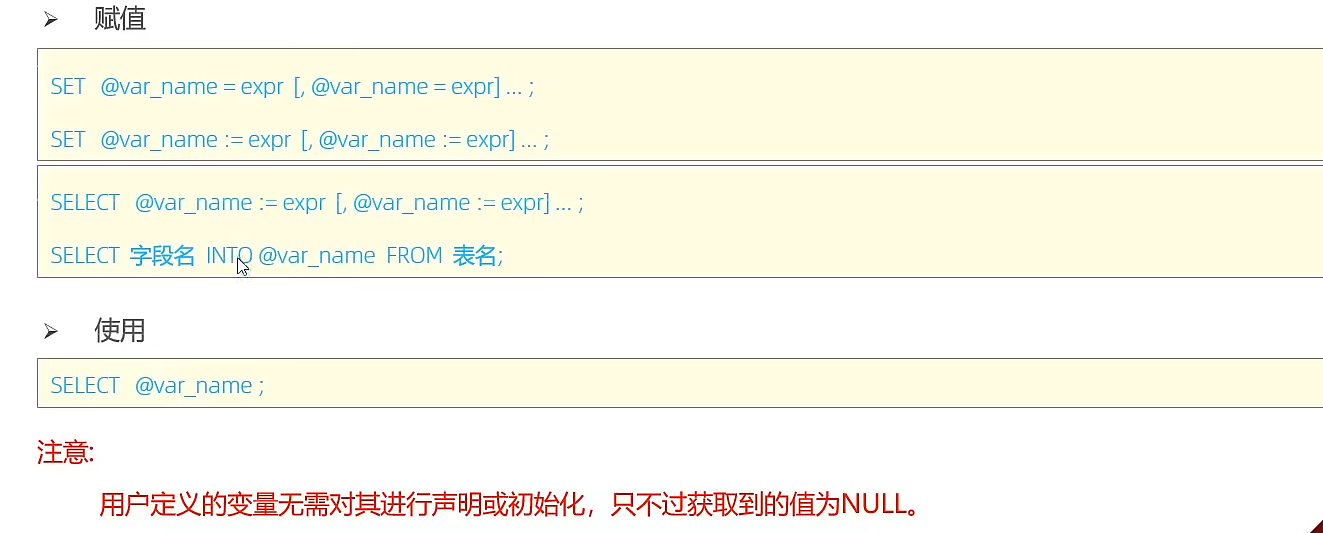 赋值
SET @var_name = expr [, @var_name = expr] ... ;
SET @var_name := expr [, @var_name := expr] ... ;
SELECT @var_name := expr [, @var_name := expr] ... ;
SELECT 字段名 INTO @var_name FROM 表名;
使用
SELECT @var_name ;
注意:
用户定义的变量无需对其进行声明或初始化，只不过获取到的值为NULL。